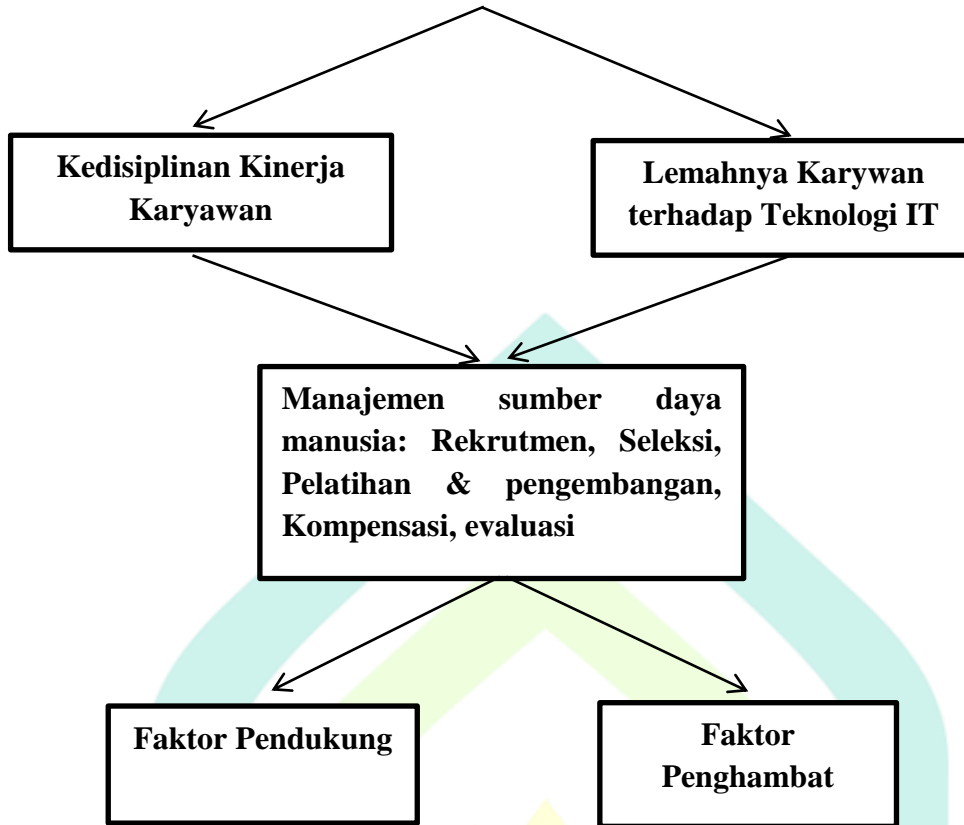 Kedisiplinan Kinerja
Karyawan
Lemahnya Karywan
terhadap Teknologi IT
Manajemen sumber daya
manusia: Rekrutmen, Seleksi,
Pelatihan & pengembangan,
Kompensasi, evaluasi
Faktor Pendukung
Faktor
Penghambat